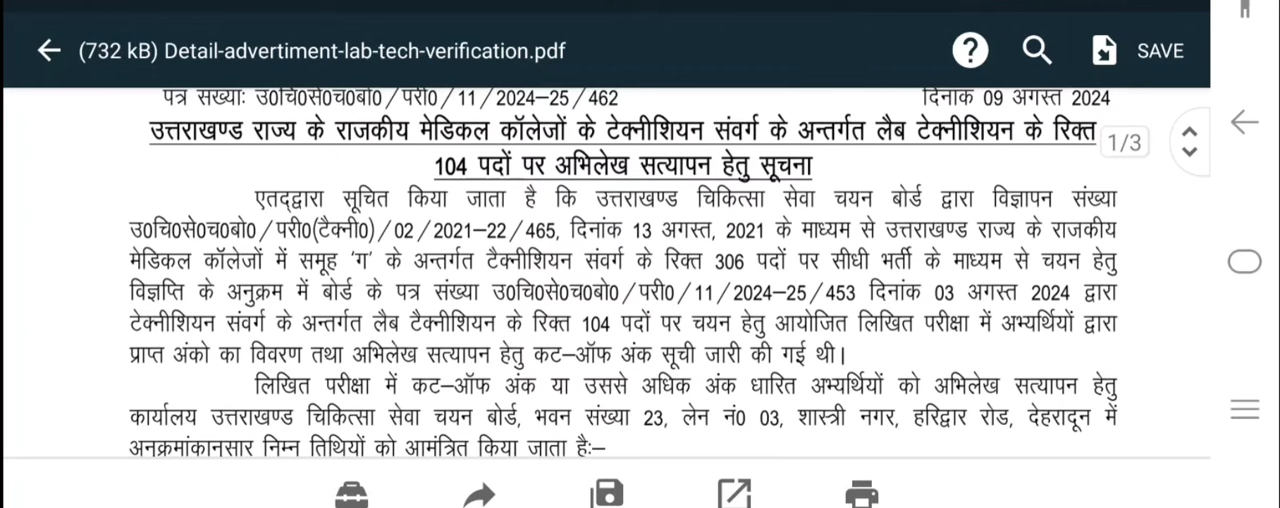 (732 kB) Detail-advertiment-lab-tech-verification.pdf
SAVE
पत्र संख्याः उ0चि0से0च0बो0/परी0/11/2024–25/462
दिनांक 09 अगस्त 2024
उत्तराखण्ड राज्य के राजकीय मेडिकल कॉलेजों के टेक्नीशियन संवर्ग के अन्तर्गत लैब टेक्नीशियन के रिक्त
1/3
104 पदों पर अभिलेख सत्यापन हेतु सूचना
एतद्द्वारा सूचित किया जाता है कि उत्तराखण्ड चिकित्सा सेवा चयन बोर्ड द्वारा विज्ञापन संख्या
उ0चि0से0च0बो0/परी0(टैक्नी0)/02/2021–22/465, दिनांक 13 अगस्त, 2021 के माध्यम से उत्तराखण्ड राज्य के राजकीय
मेडिकल कॉलेजों में समूह 'ग' के अन्तर्गत टैक्नीशियन संवर्ग के रिक्त 306 पदों पर सीधी भर्ती के माध्यम से चयन हेतु
विज्ञप्ति के अनुक्रम में बोर्ड के पत्र संख्या उ0चि0से0च0बो0/परी0/11/2024–25/453 दिनांक 03 अगस्त 2024 द्वारा
टेक्नीशियन संवर्ग के अन्तर्गत लैब टैक्नीशियन के रिक्त 104 पदों पर चयन हेतु आयोजित लिखित परीक्षा में अभ्यर्थियों द्वारा
प्राप्त अंको का विवरण तथा अभिलेख सत्यापन हेतु कट–ऑफ अंक सूची जारी की गई थी।
लिखित परीक्षा में कट–ऑफ अंक या उससे अधिक अंक धारित अभ्यर्थियों को अभिलेख सत्यापन हेतु
कार्यालय उत्तराखण्ड चिकित्सा सेवा चयन बोर्ड, भवन संख्या 23, लेन नं0 03, शास्त्री नगर, हरिद्वार रोड, देहरादून में
अनुक्रमांकानुसार निम्न तिथियों को आमंत्रित किया जाता हैः–